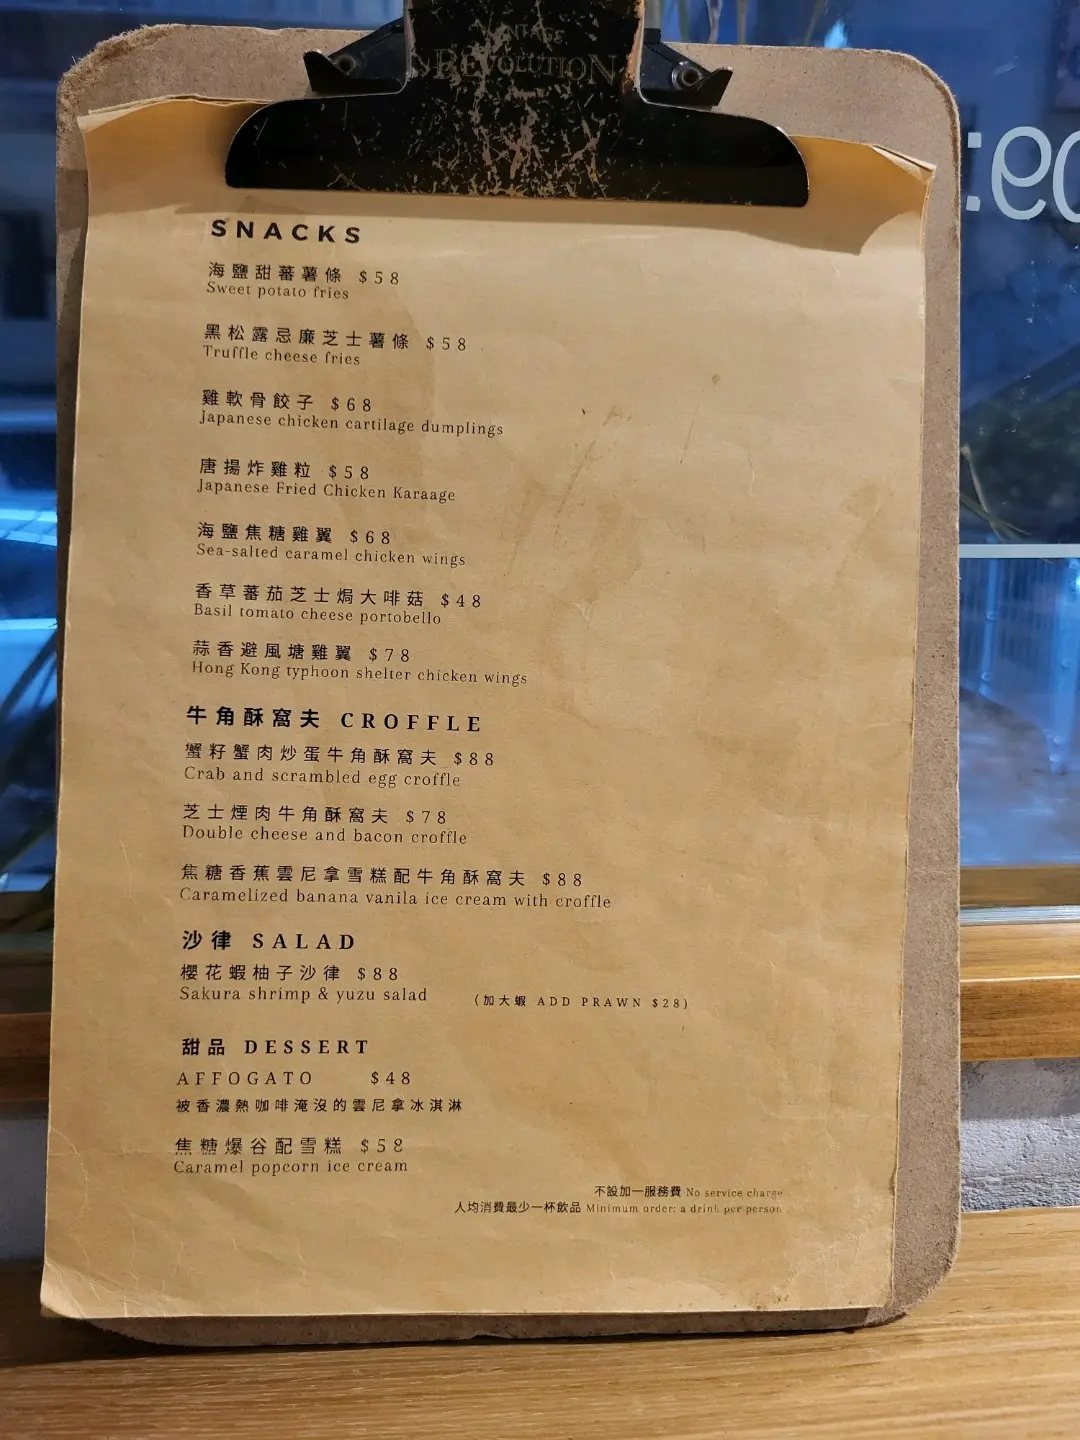 VINTAGE
REVOLUTION
SNACKS
海鹽甜蕃薯條 $58
Sweet potato fries
黑松露忌廉芝士薯條 $58
Truffle cheese fries
雞軟骨餃子 $68
Japanese chicken cartilage dumplings
唐揚炸雞粒 $58
Japanese Fried Chicken Karaage
海鹽焦糖雞翼 $68
Sea-salted caramel chicken wings
香草蕃茄芝士焗大啡菇 $48
Basil tomato cheese portobello
蒜香避風塘雞翼 $78
Hong Kong typhoon shelter chicken wings
牛角酥窩夫 CROFFLE
蟹籽蟹肉炒蛋牛角酥窩夫 $88
Crab and scrambled egg croffle
芝士煙肉牛角酥窩夫 $78
Double cheese and bacon croffle
焦糖香蕉雲尼拿雪糕配牛角酥窩夫 $88
Caramelized banana vanila ice cream with croffle
沙律 SALAD
櫻花蝦柚子沙律 $88
Sakura shrimp & yuzu salad (加大蝦 ADD PRAWN $28)
甜品 DESSERT
AFFOGATO $48
被香濃熱咖啡淹沒的雲尼拿冰淇淋
焦糖爆谷配雪糕 $58
Caramel popcorn ice cream
不設加一服務費 No service charge
人均消費最少一杯飲品 Minimum order: a drink per person